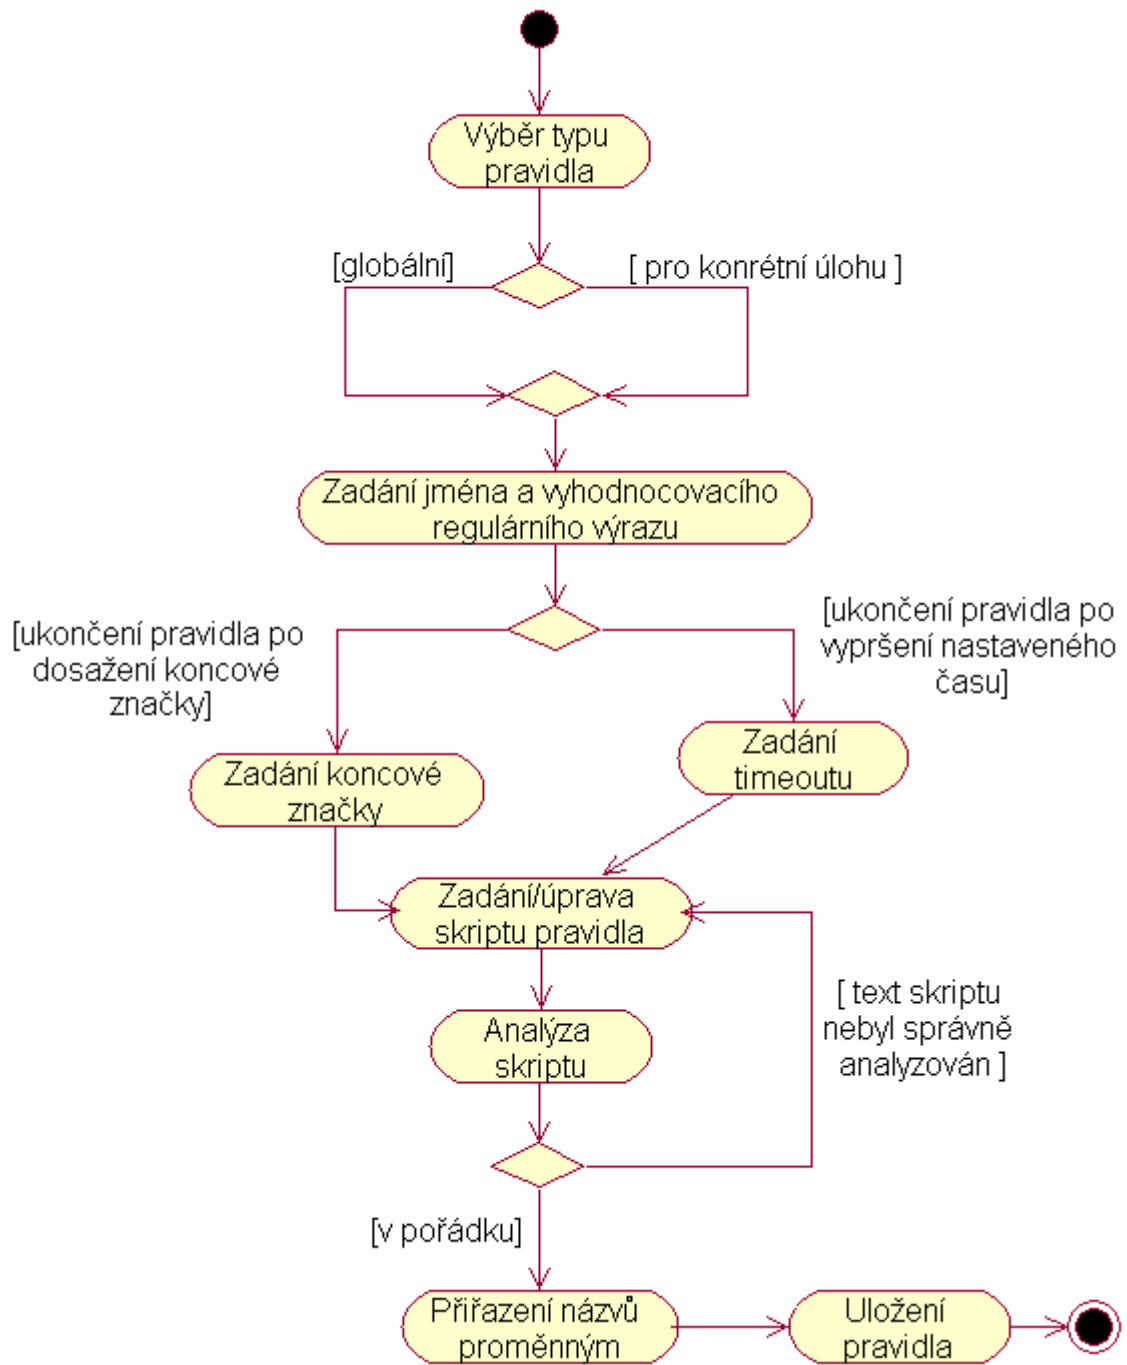 Výběr typu
pravidla
[globální]
[ pro konrétní úlohu ]
Zadání jména a vyhodnocovacího
regulárního výrazu
[ukončení pravidla po
dosažení koncové
značky]
[ukončení pravidla po
vypršení nastaveného
času]
Zadání koncové
značky
Zadání
timeoutu
Zadání/úprava
skriptu pravidla
[ text skriptu
nebyl správně
analyzován ]
Analýza
skriptu
[v pořádku]
Přiřazení názvů
proměnným
Uložení
pravidla